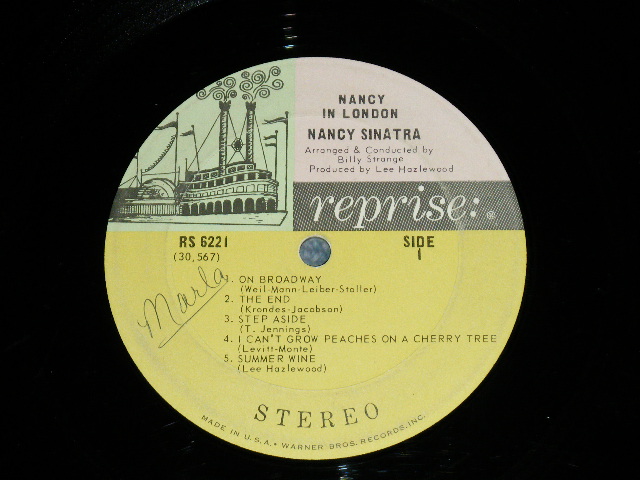 NANCY
IN LONDON
NANCY SINATRA
Arranged & Conducted by
Billy Strange
Produced by Lee Hazlewood
reprise:®
RS 6221
(30,567)
SIDE
1
Marla
1. ON BROADWAY
(Weil-Mann-Leiber-Stoller)
2. THE END
(Krondes-Jacobson)
3. STEP ASIDE
(T. Jennings)
4. I CAN'T GROW PEACHES ON A CHERRY TREE
(Levitt-Monte)
5. SUMMER WINE
(Lee Hazlewood)
STEREO
MADE IN U.S.A. • WARNER BROS. RECORDS, INC.